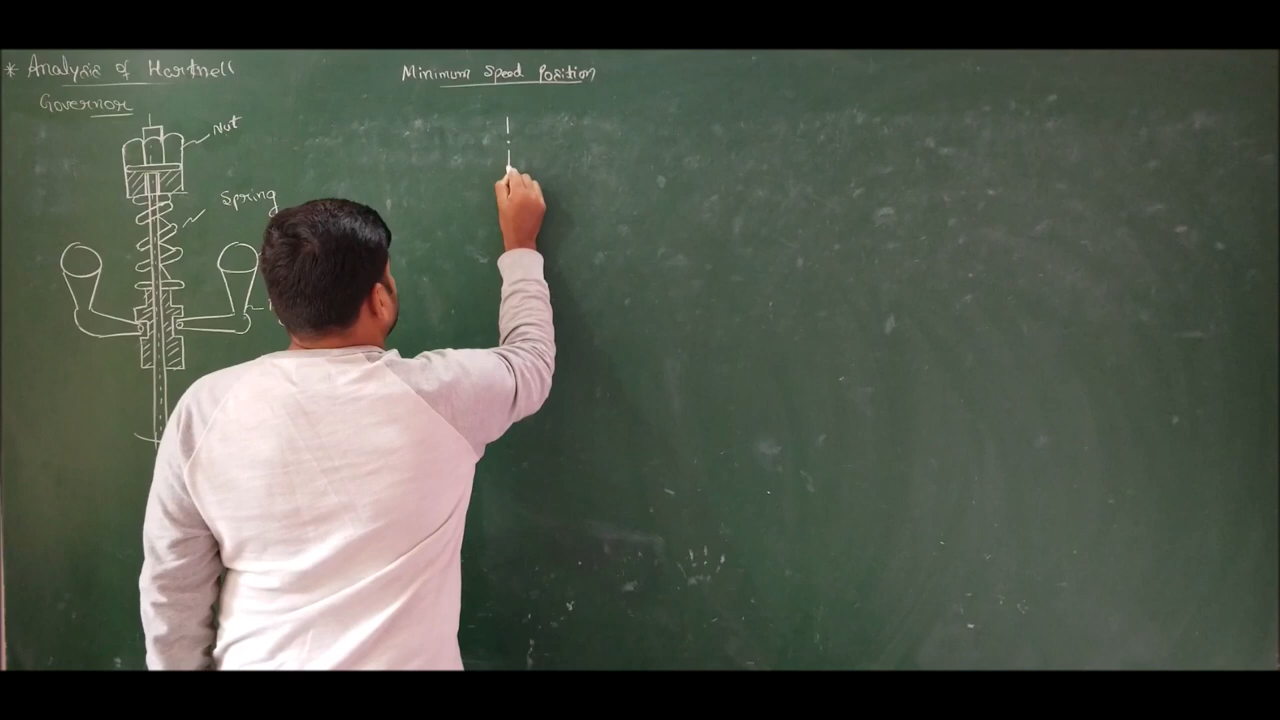 * Analysis of Hartnell
Governor
Nut
Spring
Minimum Speed Position